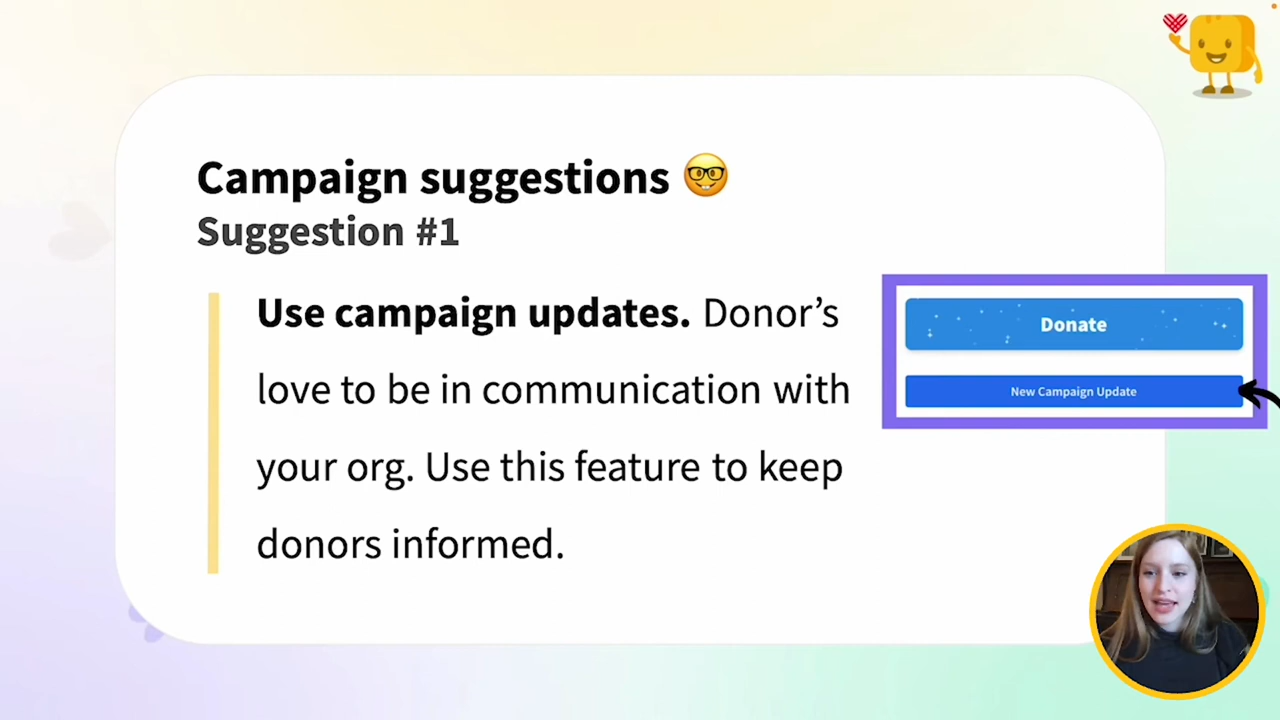 Campaign suggestions 🤓
Suggestion #1
Use campaign updates. Donor’s
love to be in communication with
your org. Use this feature to keep
donors informed.
Donate
New Campaign Update